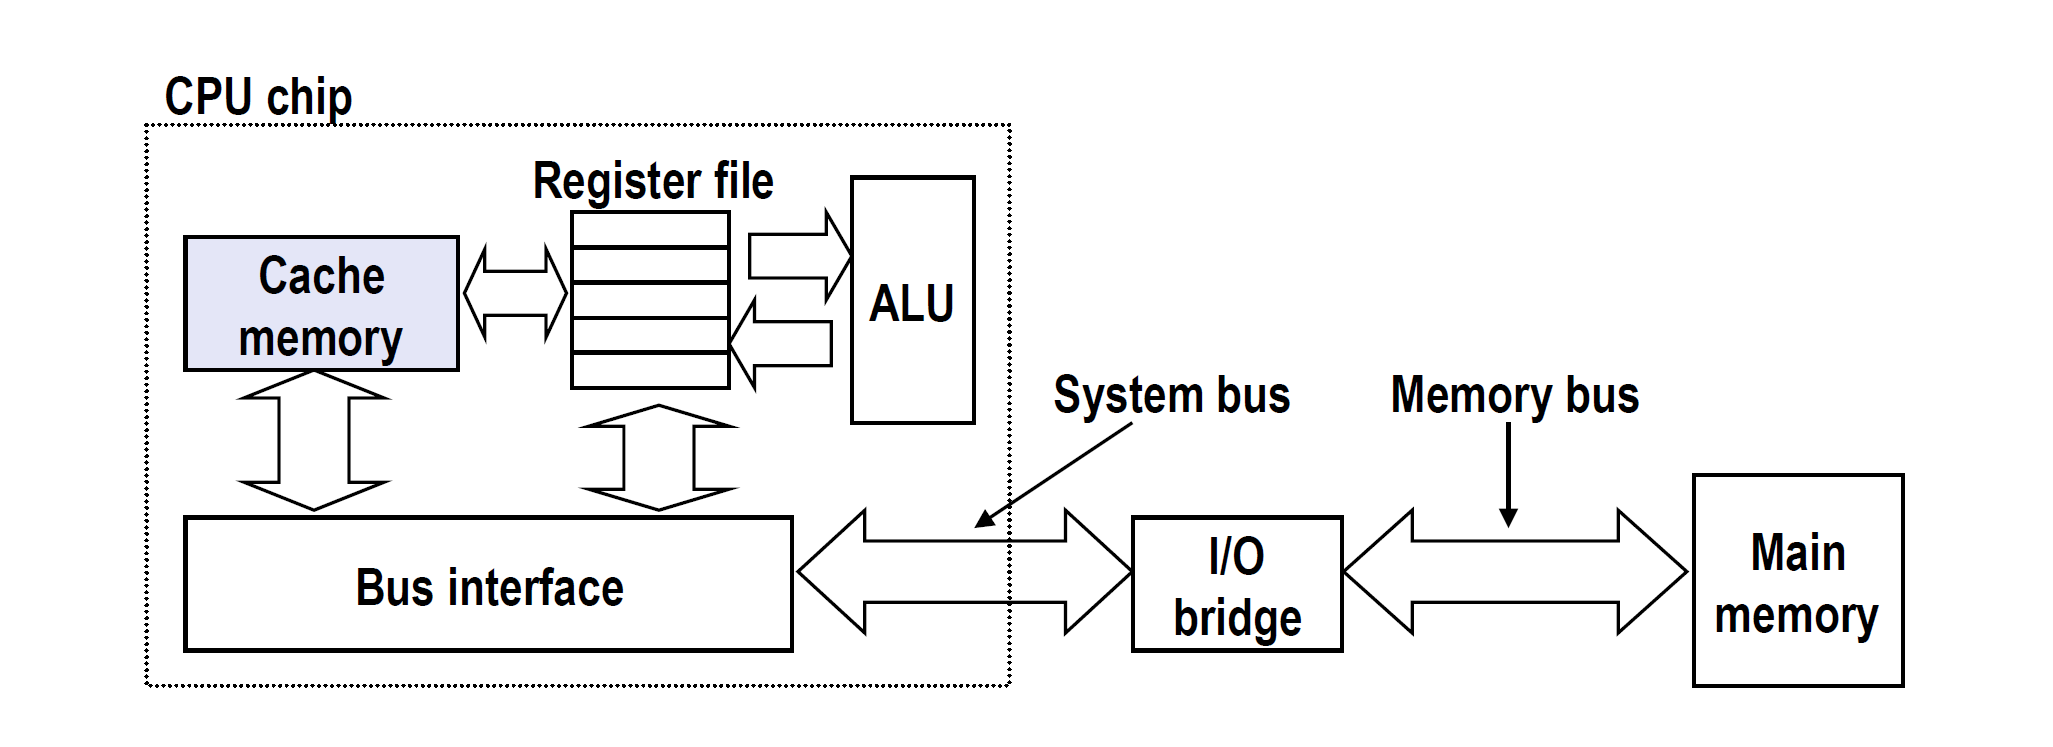 CPU chip
Register file
Cache
memory
ALU
System bus
Memory bus
Bus interface
I/O
bridge
Main
memory